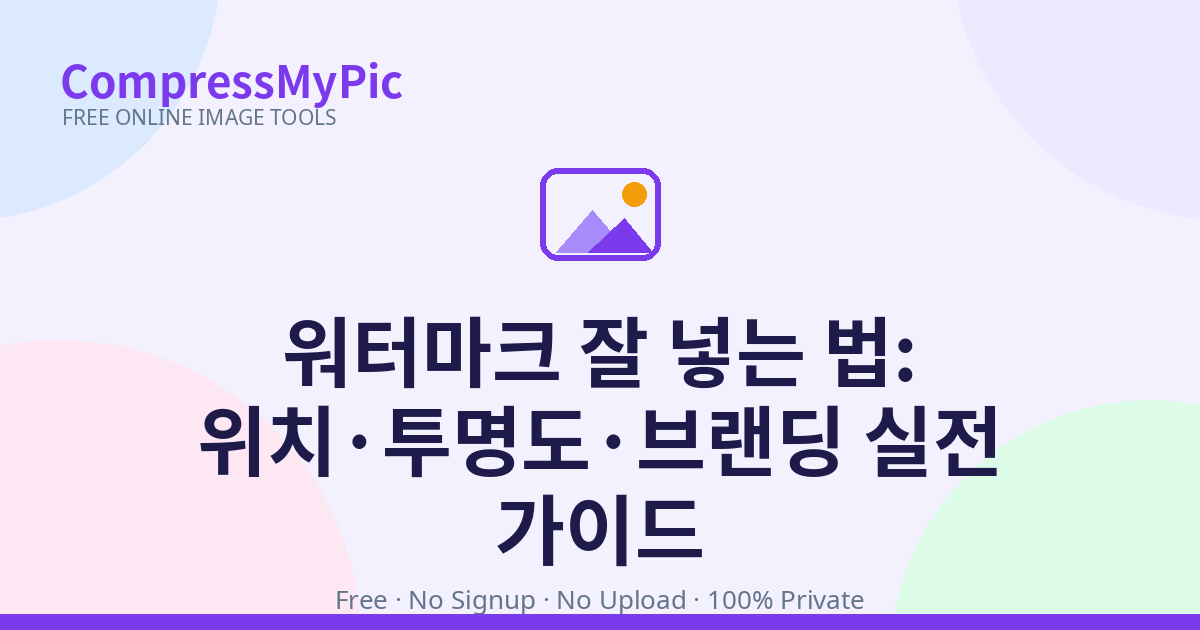 CompressMyPic
FREE ONLINE IMAGE TOOLS
워터마크 잘 넣는 법:
위치·투명도·브랜딩 실전
가이드
Free · No Signup · No Upload · 100% Private